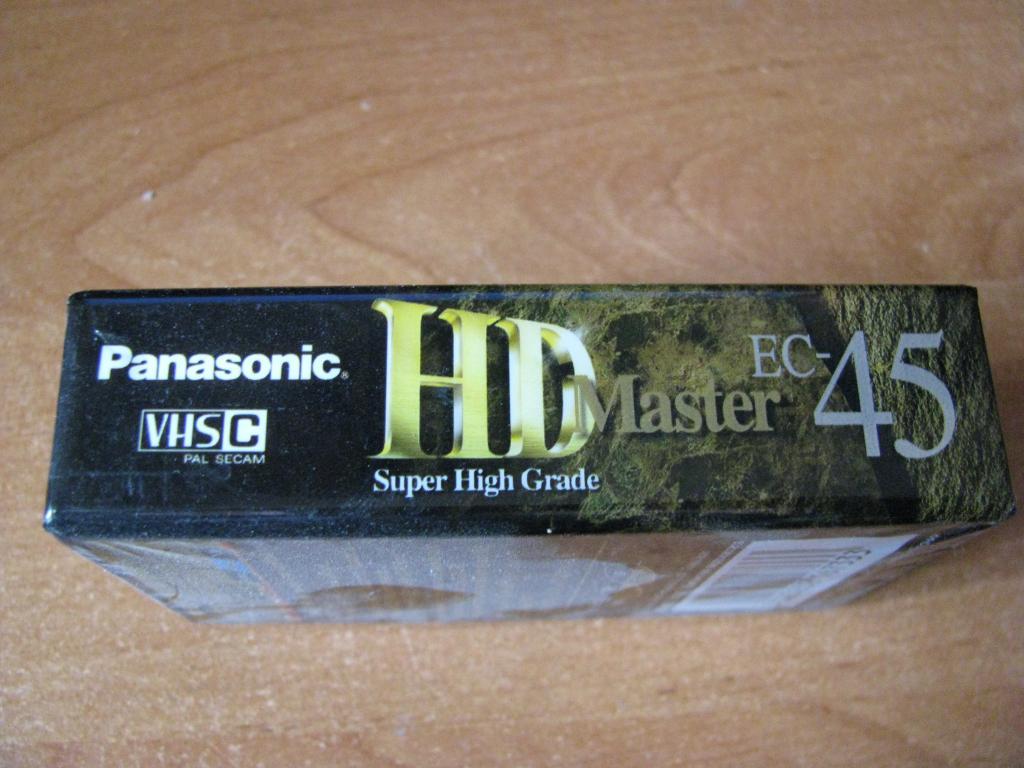 Panasonic
VHS C
PAL SECAM
HD Master
Super High Grade
EC-45